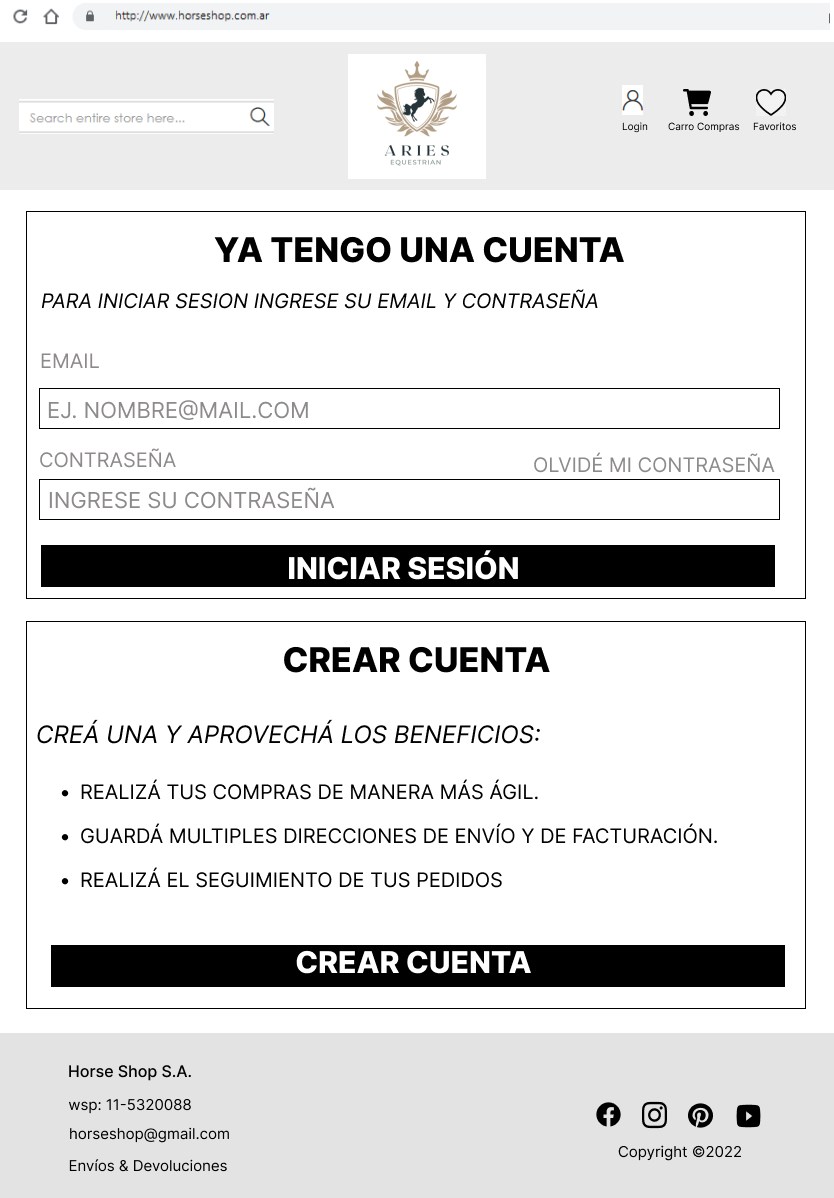 http://www.horseshop.com.ar
Search entire store here...
ARIES
EQUESTRIAN
Login
Carro Compras
Favoritos
YA TENGO UNA CUENTA
PARA INICIAR SESION INGRESE SU EMAIL Y CONTRASEÑA
EMAIL
EJ. NOMBRE@MAIL.COM
CONTRASEÑA
OLVIDÉ MI CONTRASEÑA
INGRESE SU CONTRASEÑA
INICIAR SESIÓN
CREAR CUENTA
CREÁ UNA Y APROVECHÁ LOS BENEFICIOS:
• REALIZÁ TUS COMPRAS DE MANERA MÁS ÁGIL.
• GUARDÁ MULTIPLES DIRECCIONES DE ENVÍO Y DE FACTURACIÓN.
• REALIZÁ EL SEGUIMIENTO DE TUS PEDIDOS
CREAR CUENTA
Horse Shop S.A.
wsp: 11-5320088
horseshop@gmail.com
Envíos & Devoluciones
Copyright ©2022